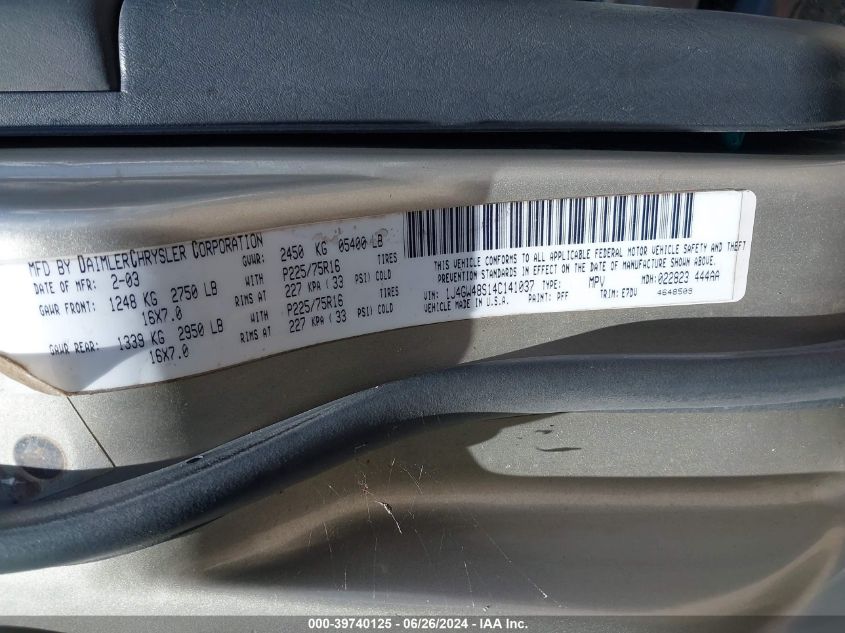 MFD BY DAIMLERCHRYSLER CORPORATION
DATE OF MFR: 2-03 GVWR: 2450 KG 05400 LB
GAWR FRONT: 1248 KG 2750 LB WITH P225/75R16 TIRES
16X7.0 RIMS AT 227 KPA ( 33 PSI) COLD
GAWR REAR: 1339 KG 2950 LB WITH P225/75R16 TIRES
16X7.0 RIMS AT 227 KPA ( 33 PSI) COLD
THIS VEHICLE CONFORMS TO ALL APPLICABLE FEDERAL MOTOR VEHICLE SAFETY AND THEFT
PREVENTION STANDARDS IN EFFECT ON THE DATE OF MANUFACTURE SHOWN ABOVE.
VIN: 1J4GW48S14C141037 TYPE: MPV MDH: 022823 444AA
VEHICLE MADE IN U.S.A. PAINT: PFF TRIM: E7DV 4648509
000-39740125 - 06/26/2024 - IAA Inc.